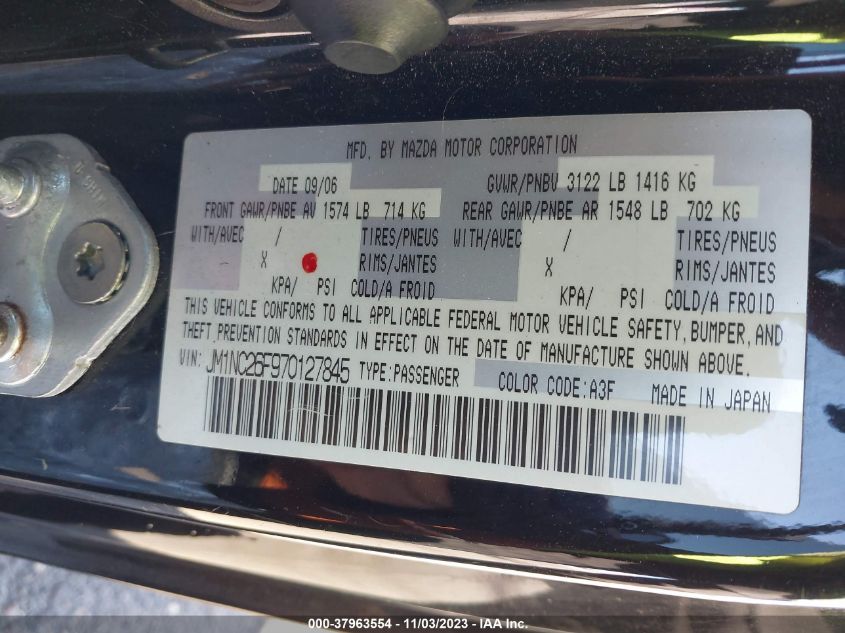 MFD. BY MAZDA MOTOR CORPORATION
DATE 09/06 GVWR/PNBV 3122 LB 1416 KG
FRONT GAWR/PNBE AV 1574 LB 714 KG REAR GAWR/PNBE AR 1548 LB 702 KG
WITH/AVEC / TIRES/PNEUS WITH/AVEC / TIRES/PNEUS
X RIMS/JANTES X RIMS/JANTES
KPA/ PSI COLD/A FROID KPA/ PSI COLD/A FROID
THIS VEHICLE CONFORMS TO ALL APPLICABLE FEDERAL MOTOR VEHICLE SAFETY, BUMPER, AND
THEFT PREVENTION STANDARDS IN EFFECT ON THE DATE OF MANUFACTURE SHOWN ABOVE.
VIN: JM1NC26F970127845 TYPE:PASSENGER COLOR CODE:A3F MADE IN JAPAN
000-37963554 - 11/03/2023 - IAA Inc.